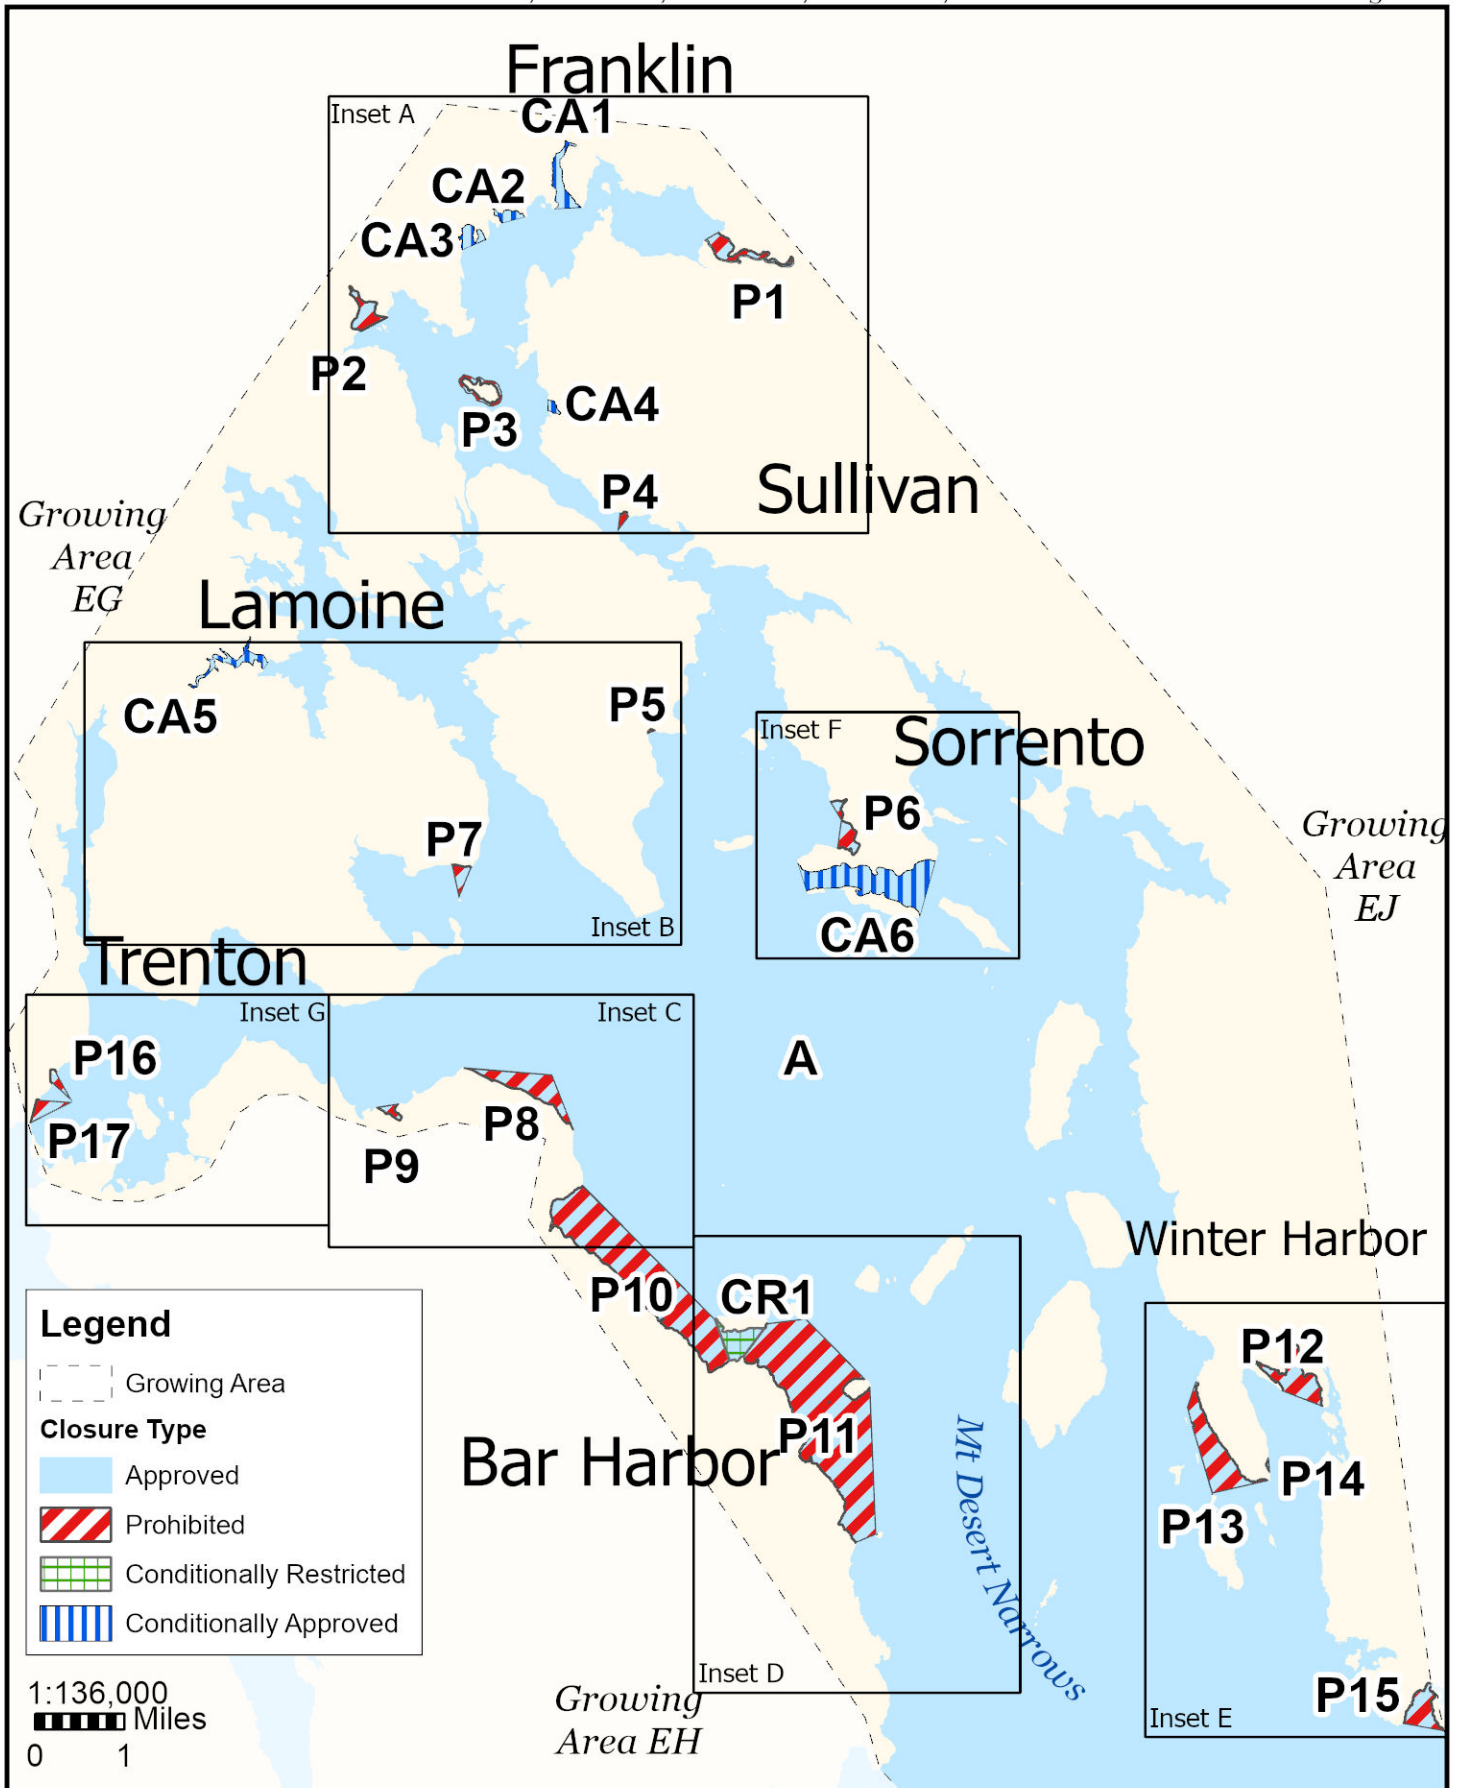 Franklin
Inset A
CA1
CA2
CA3
P1
P2
P3
CA4
P4
Sullivan
Growing
Area
EG
Lamoine
CA5
P5
Inset F
Sorrento
P6
P7
CA6
Inset B
Growing
Area
EJ
Trenton
Inset G
Inset C
P16
P17
A
P8
P9
Winter Harbor
P10
CR1
P12
P11
Bar Harbor
Mt Desert Narrows
P14
P13
Inset D
P15
Inset E
Growing
Area EH
Legend
Growing Area
Closure Type
Approved
Prohibited
Conditionally Restricted
Conditionally Approved
1:136,000
Miles
0 1